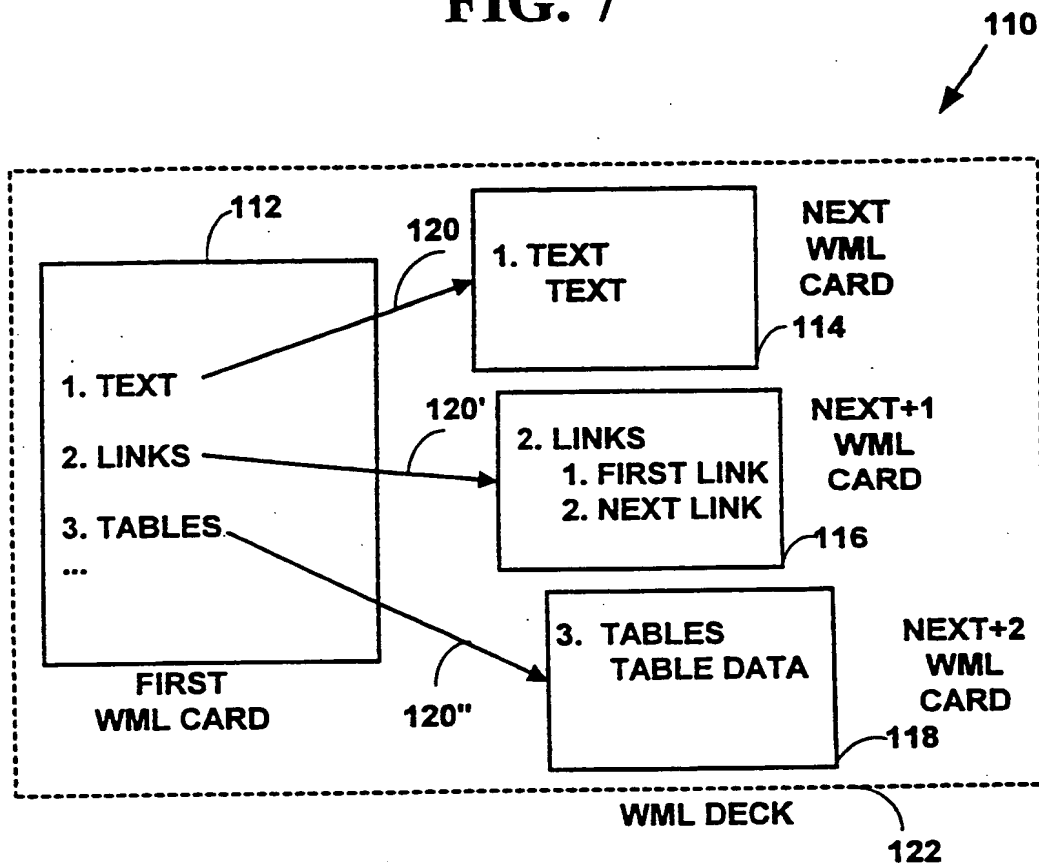 FIG. 7
110
112
1. TEXT
2. LINKS
3. TABLES
...
FIRST
WML CARD
120
120'
120"
1. TEXT
TEXT
NEXT
WML
CARD
114
2. LINKS
1. FIRST LINK
2. NEXT LINK
NEXT+1
WML
CARD
116
3. TABLES
TABLE DATA
NEXT+2
WML
CARD
118
WML DECK
122